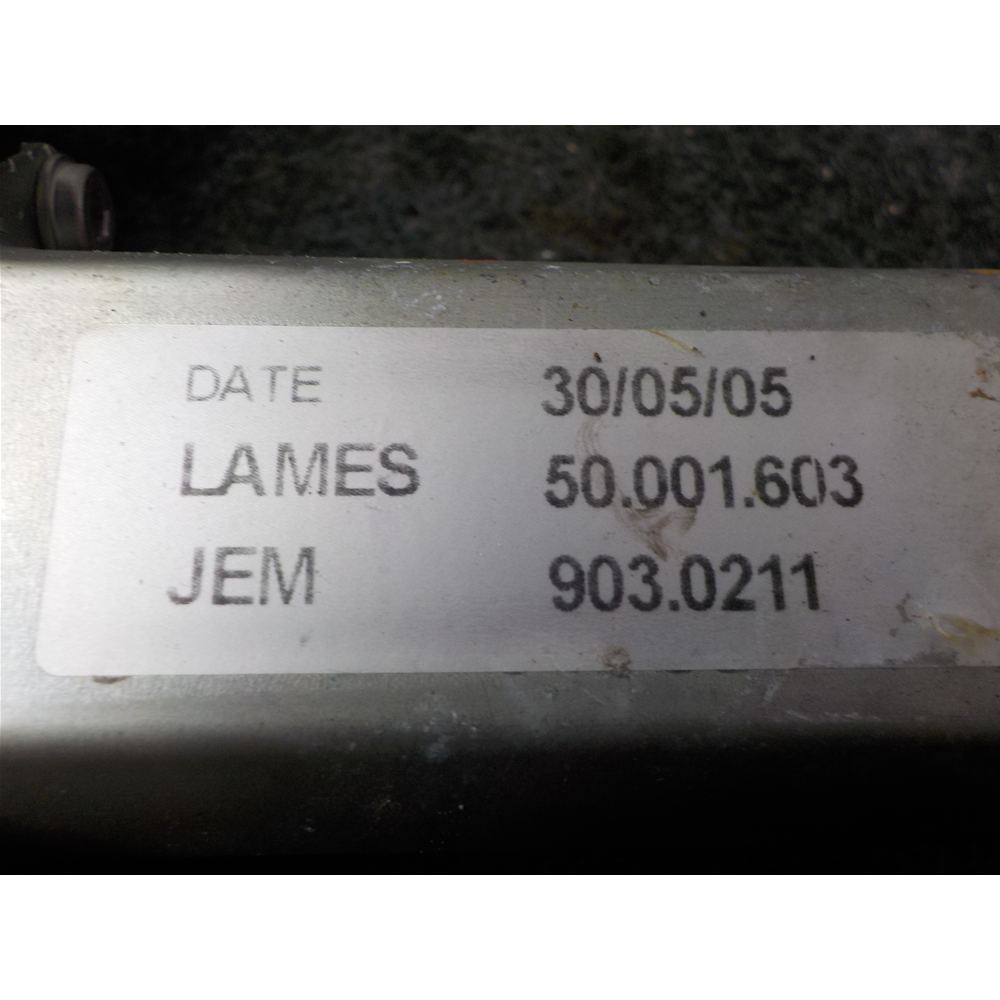 DATE 30/05/05
LAMES 50.001.603
JEM 903.0211